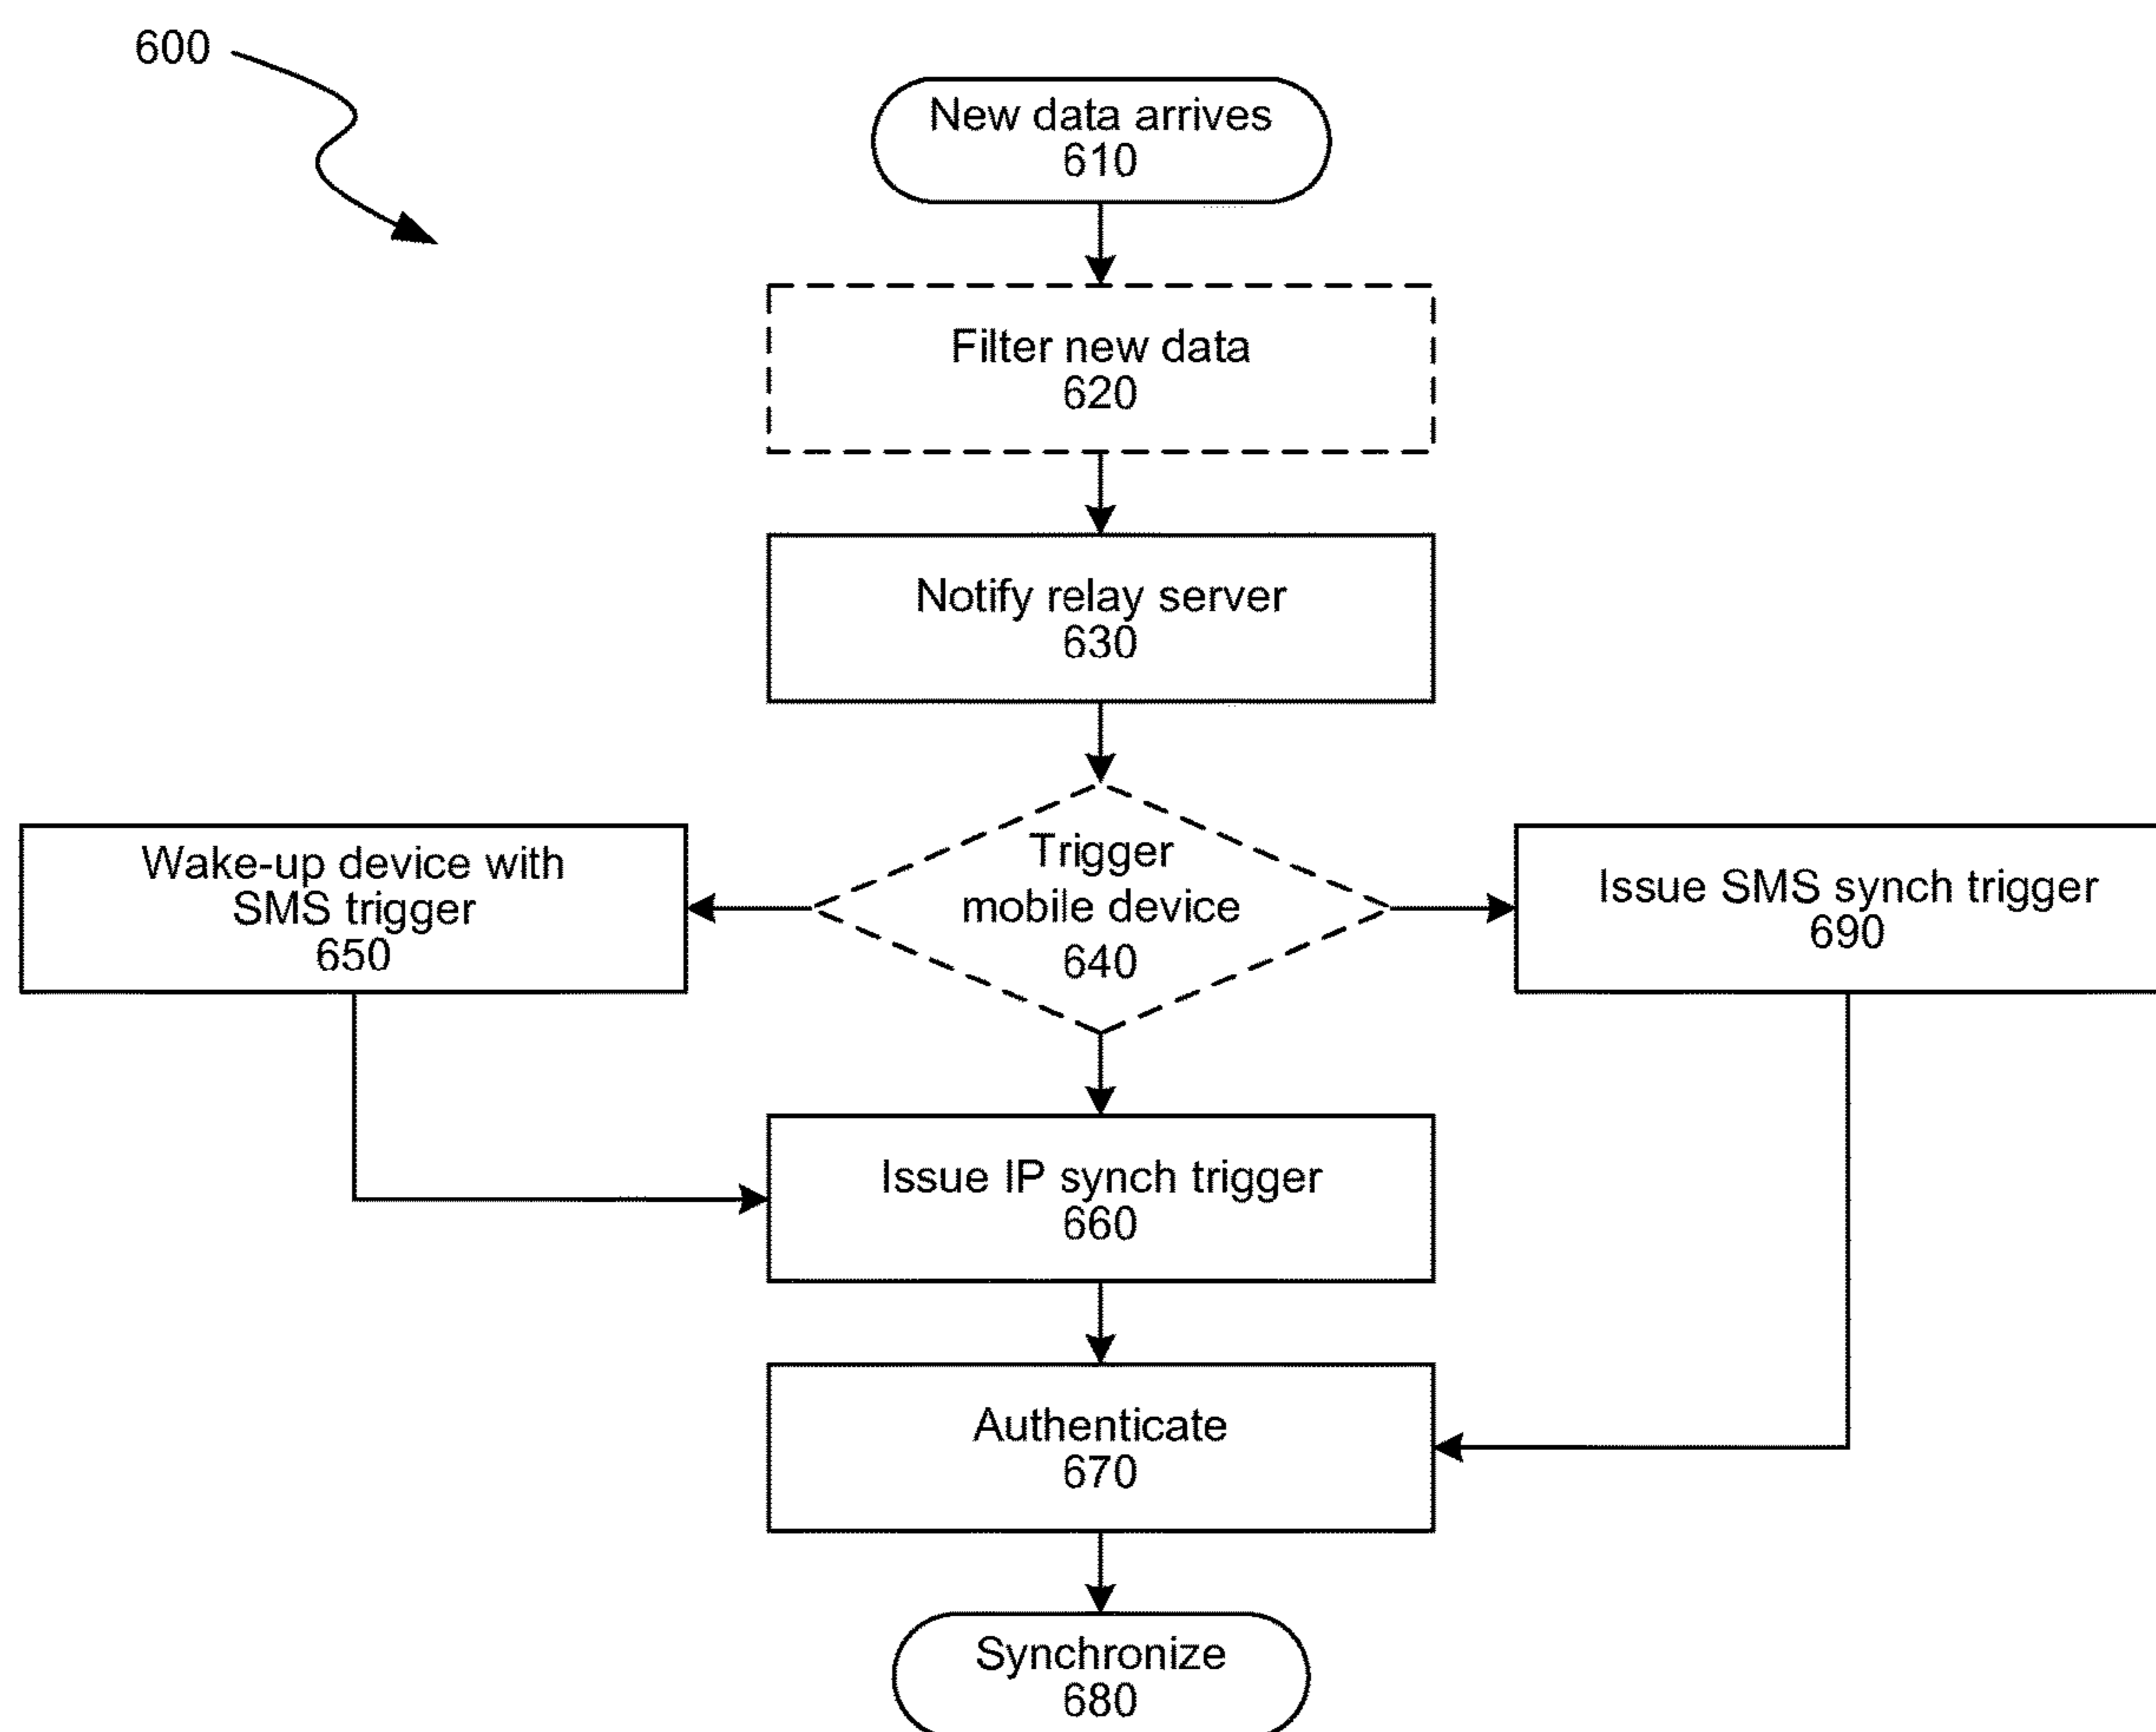 600
New data arrives
610
Filter new data
620
Notify relay server
630
Trigger
mobile device
640
Wake-up device with
SMS trigger
650
Issue SMS synch trigger
690
Issue IP synch trigger
660
Authenticate
670
Synchronize
680